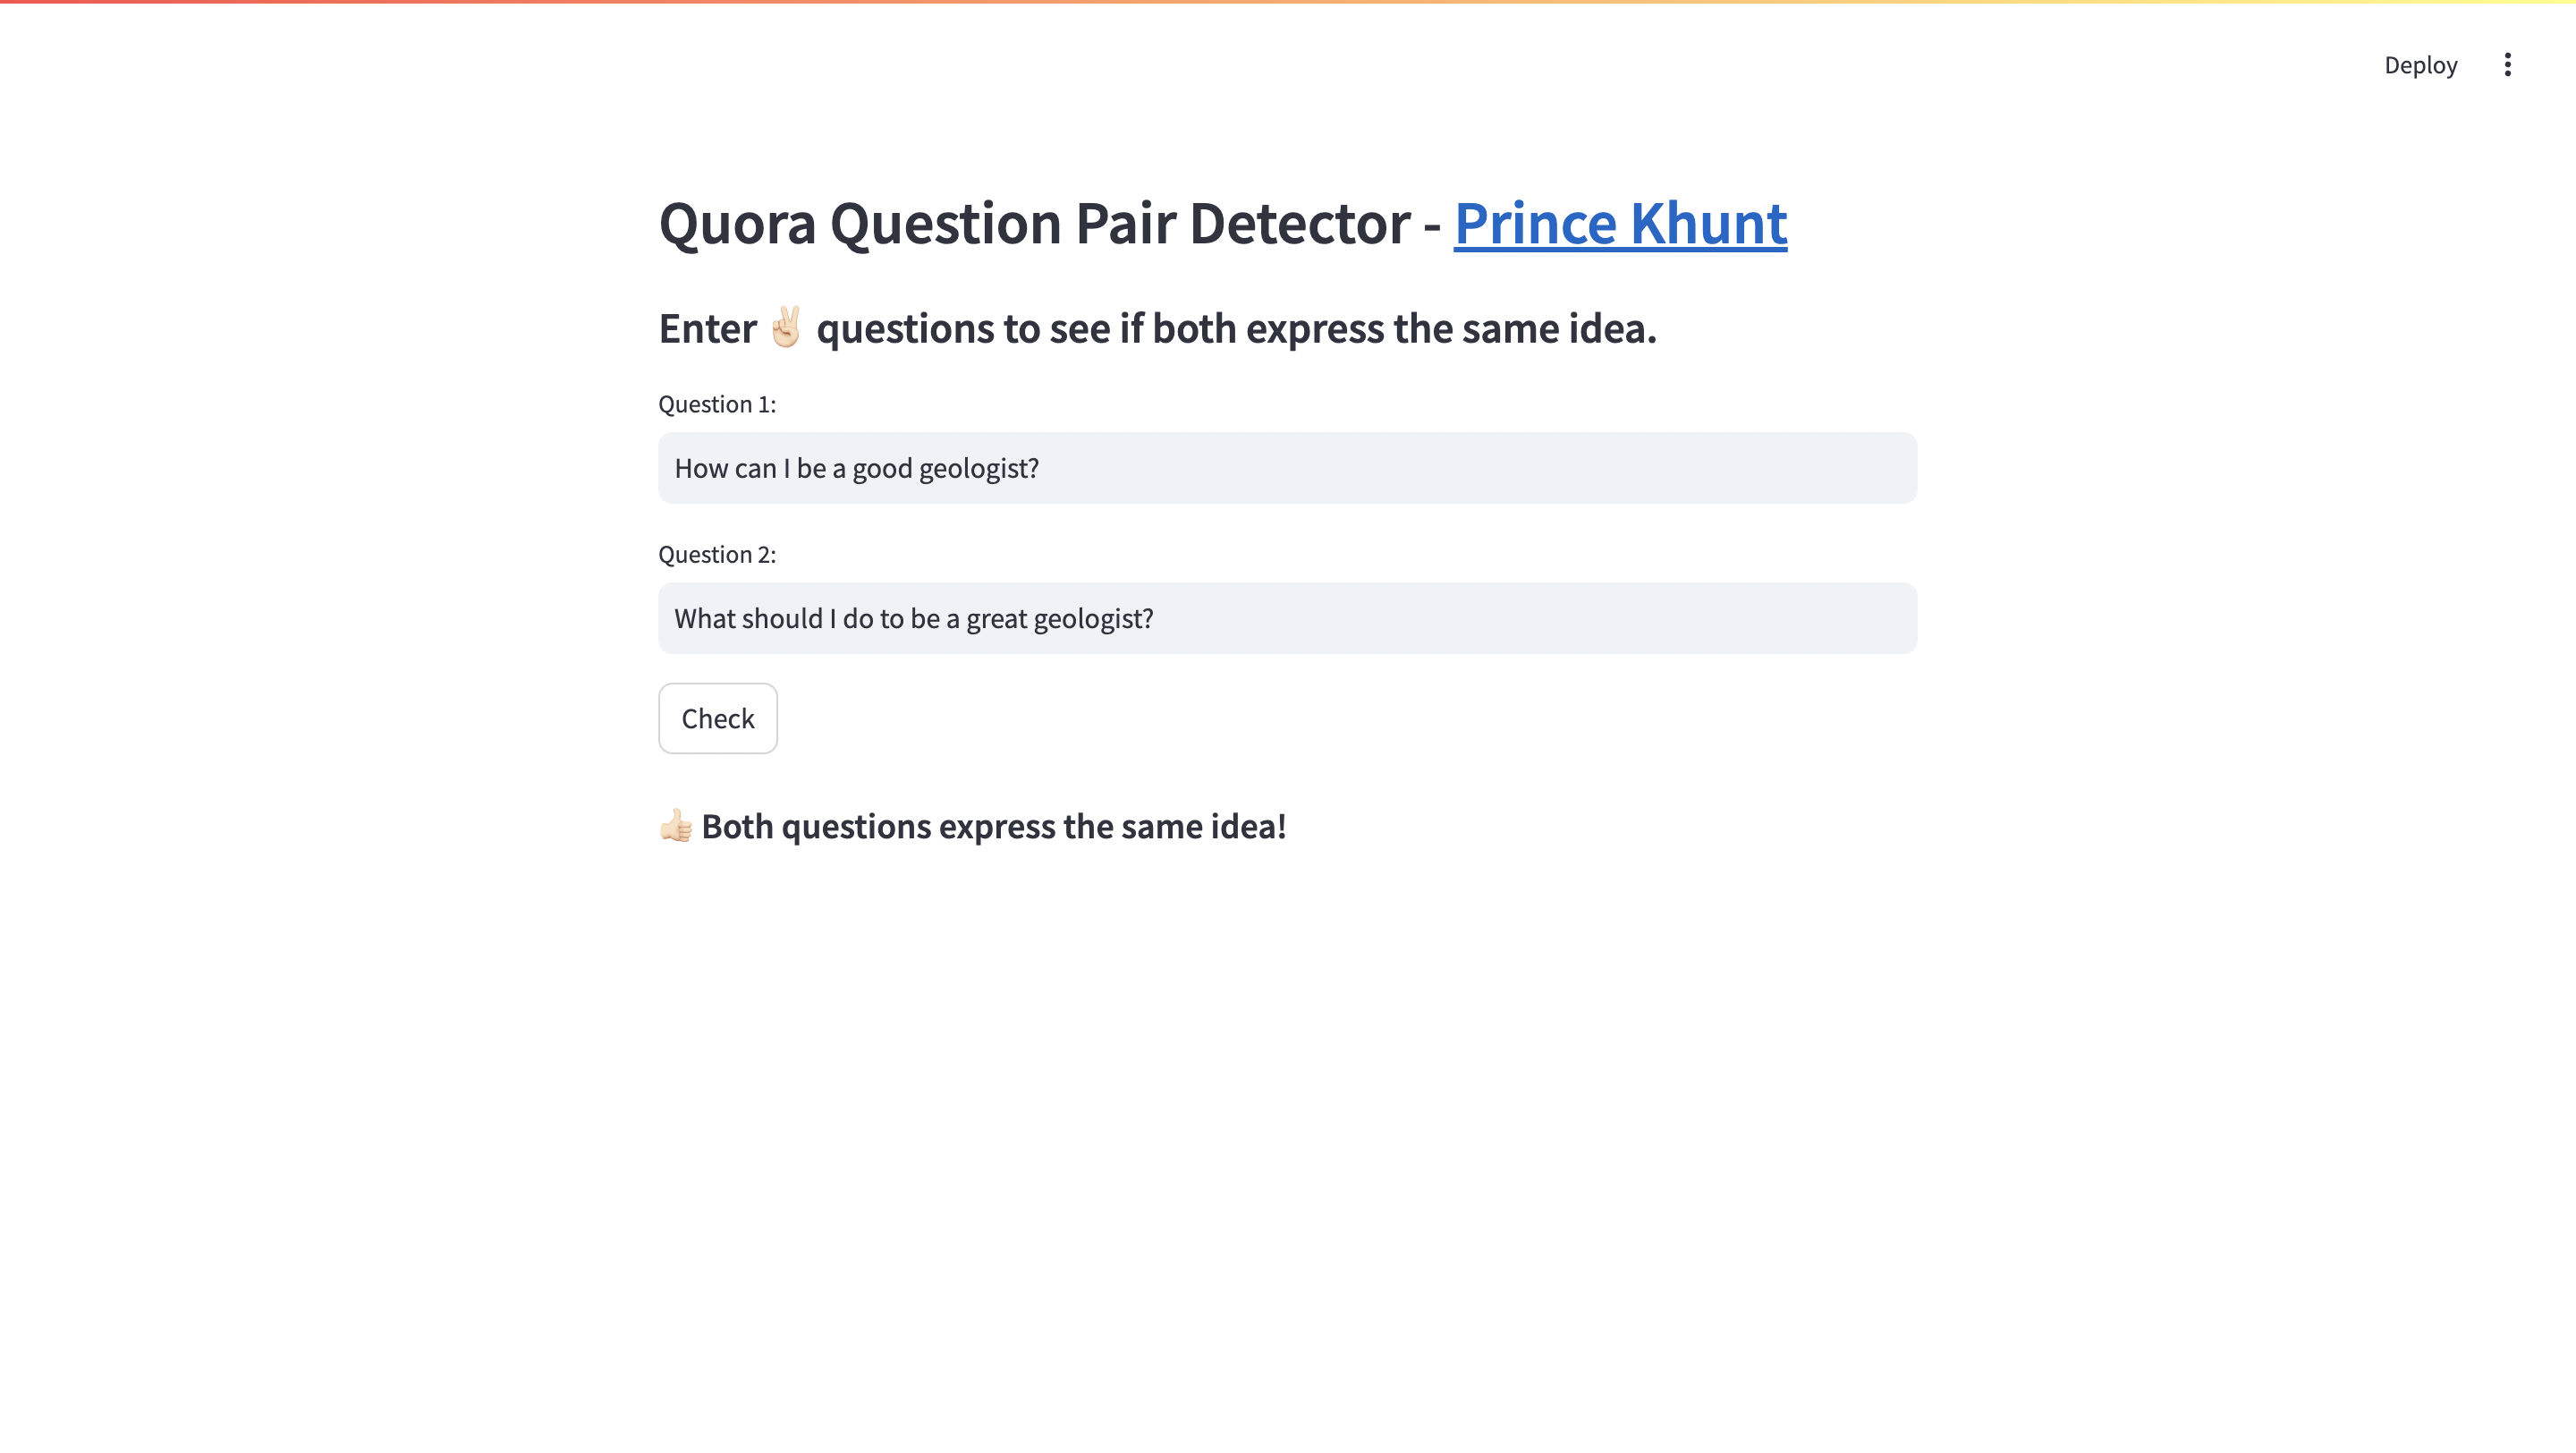 Deploy
Quora Question Pair Detector - Prince Khunt
Enter ✌🏻 questions to see if both express the same idea.
Question 1:
How can I be a good geologist?
Question 2:
What should I do to be a great geologist?
Check
👍🏻 Both questions express the same idea!